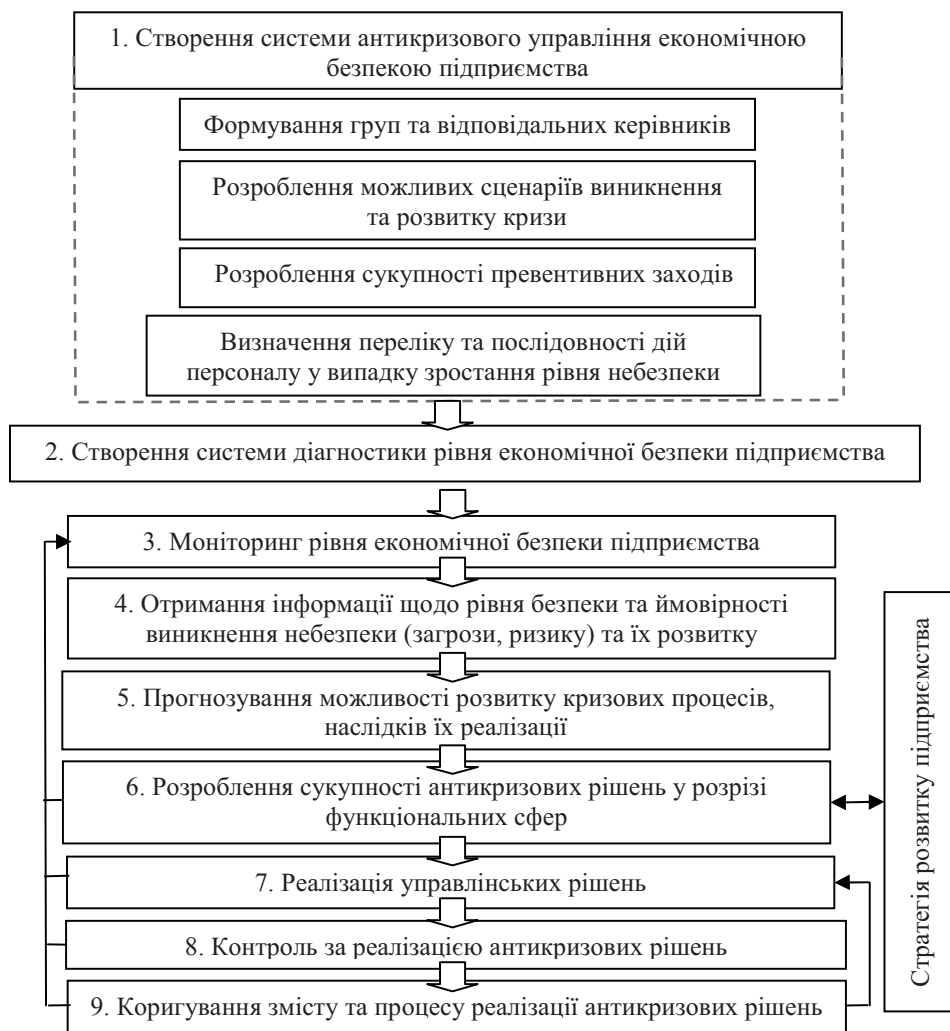 1. Створення системи антикризового управління економічною
безпекою підприємства
Формування груп та відповідальних керівників
Розроблення можливих сценаріїв виникнення
та розвитку кризи
Розроблення сукупності превентивних заходів
Визначення переліку та послідовності дій
персоналу у випадку зростання рівня небезпеки
2. Створення системи діагностики рівня економічної безпеки підприємства
3. Моніторинг рівня економічної безпеки підприємства
4. Отримання інформації щодо рівня безпеки та ймовірності
виникнення небезпеки (загрози, ризику) та їх розвитку
5. Прогнозування можливості розвитку кризових процесів,
наслідків їх реалізації
6. Розроблення сукупності антикризових рішень у розрізі
функціональних сфер
7. Реалізація управлінських рішень
8. Контроль за реалізацією антикризових рішень
9. Коригування змісту та процесу реалізації антикризових рішень
Стратегія розвитку підприємства